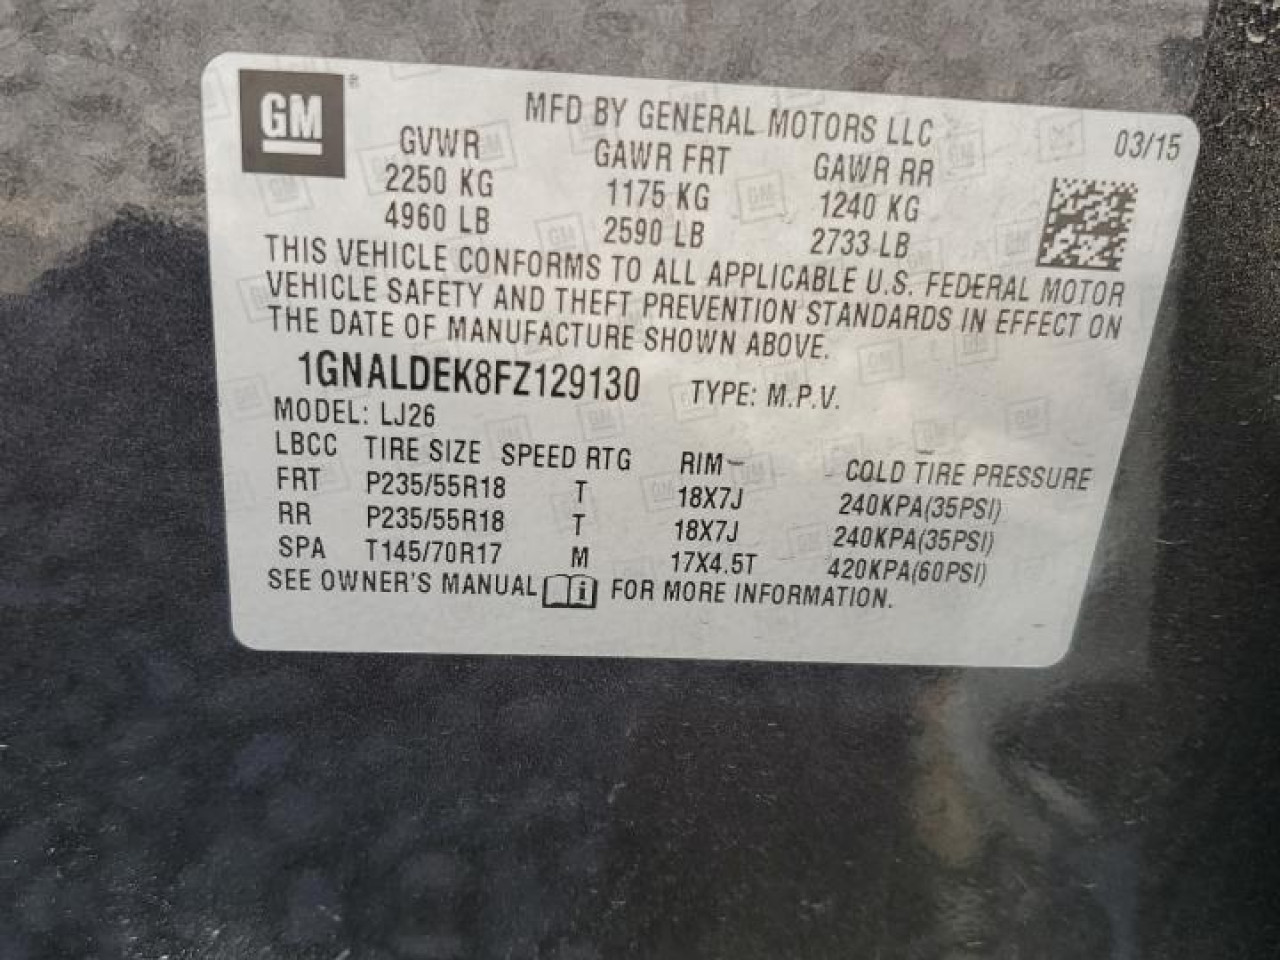 GM ®
MFD BY GENERAL MOTORS LLC 03/15
GVWR GAWR FRT GAWR RR
2250 KG 1175 KG 1240 KG
4960 LB 2590 LB 2733 LB
THIS VEHICLE CONFORMS TO ALL APPLICABLE U.S. FEDERAL MOTOR
VEHICLE SAFETY AND THEFT PREVENTION STANDARDS IN EFFECT ON
THE DATE OF MANUFACTURE SHOWN ABOVE.
1GNALDEK8FZ129130 TYPE: M.P.V.
MODEL: LJ26
LBCC TIRE SIZE SPEED RTG RIM COLD TIRE PRESSURE
FRT P235/55R18 T 18X7J 240KPA(35PSI)
RR P235/55R18 T 18X7J 240KPA(35PSI)
SPA T145/70R17 M 17X4.5T 420KPA(60PSI)
SEE OWNER'S MANUAL FOR MORE INFORMATION.